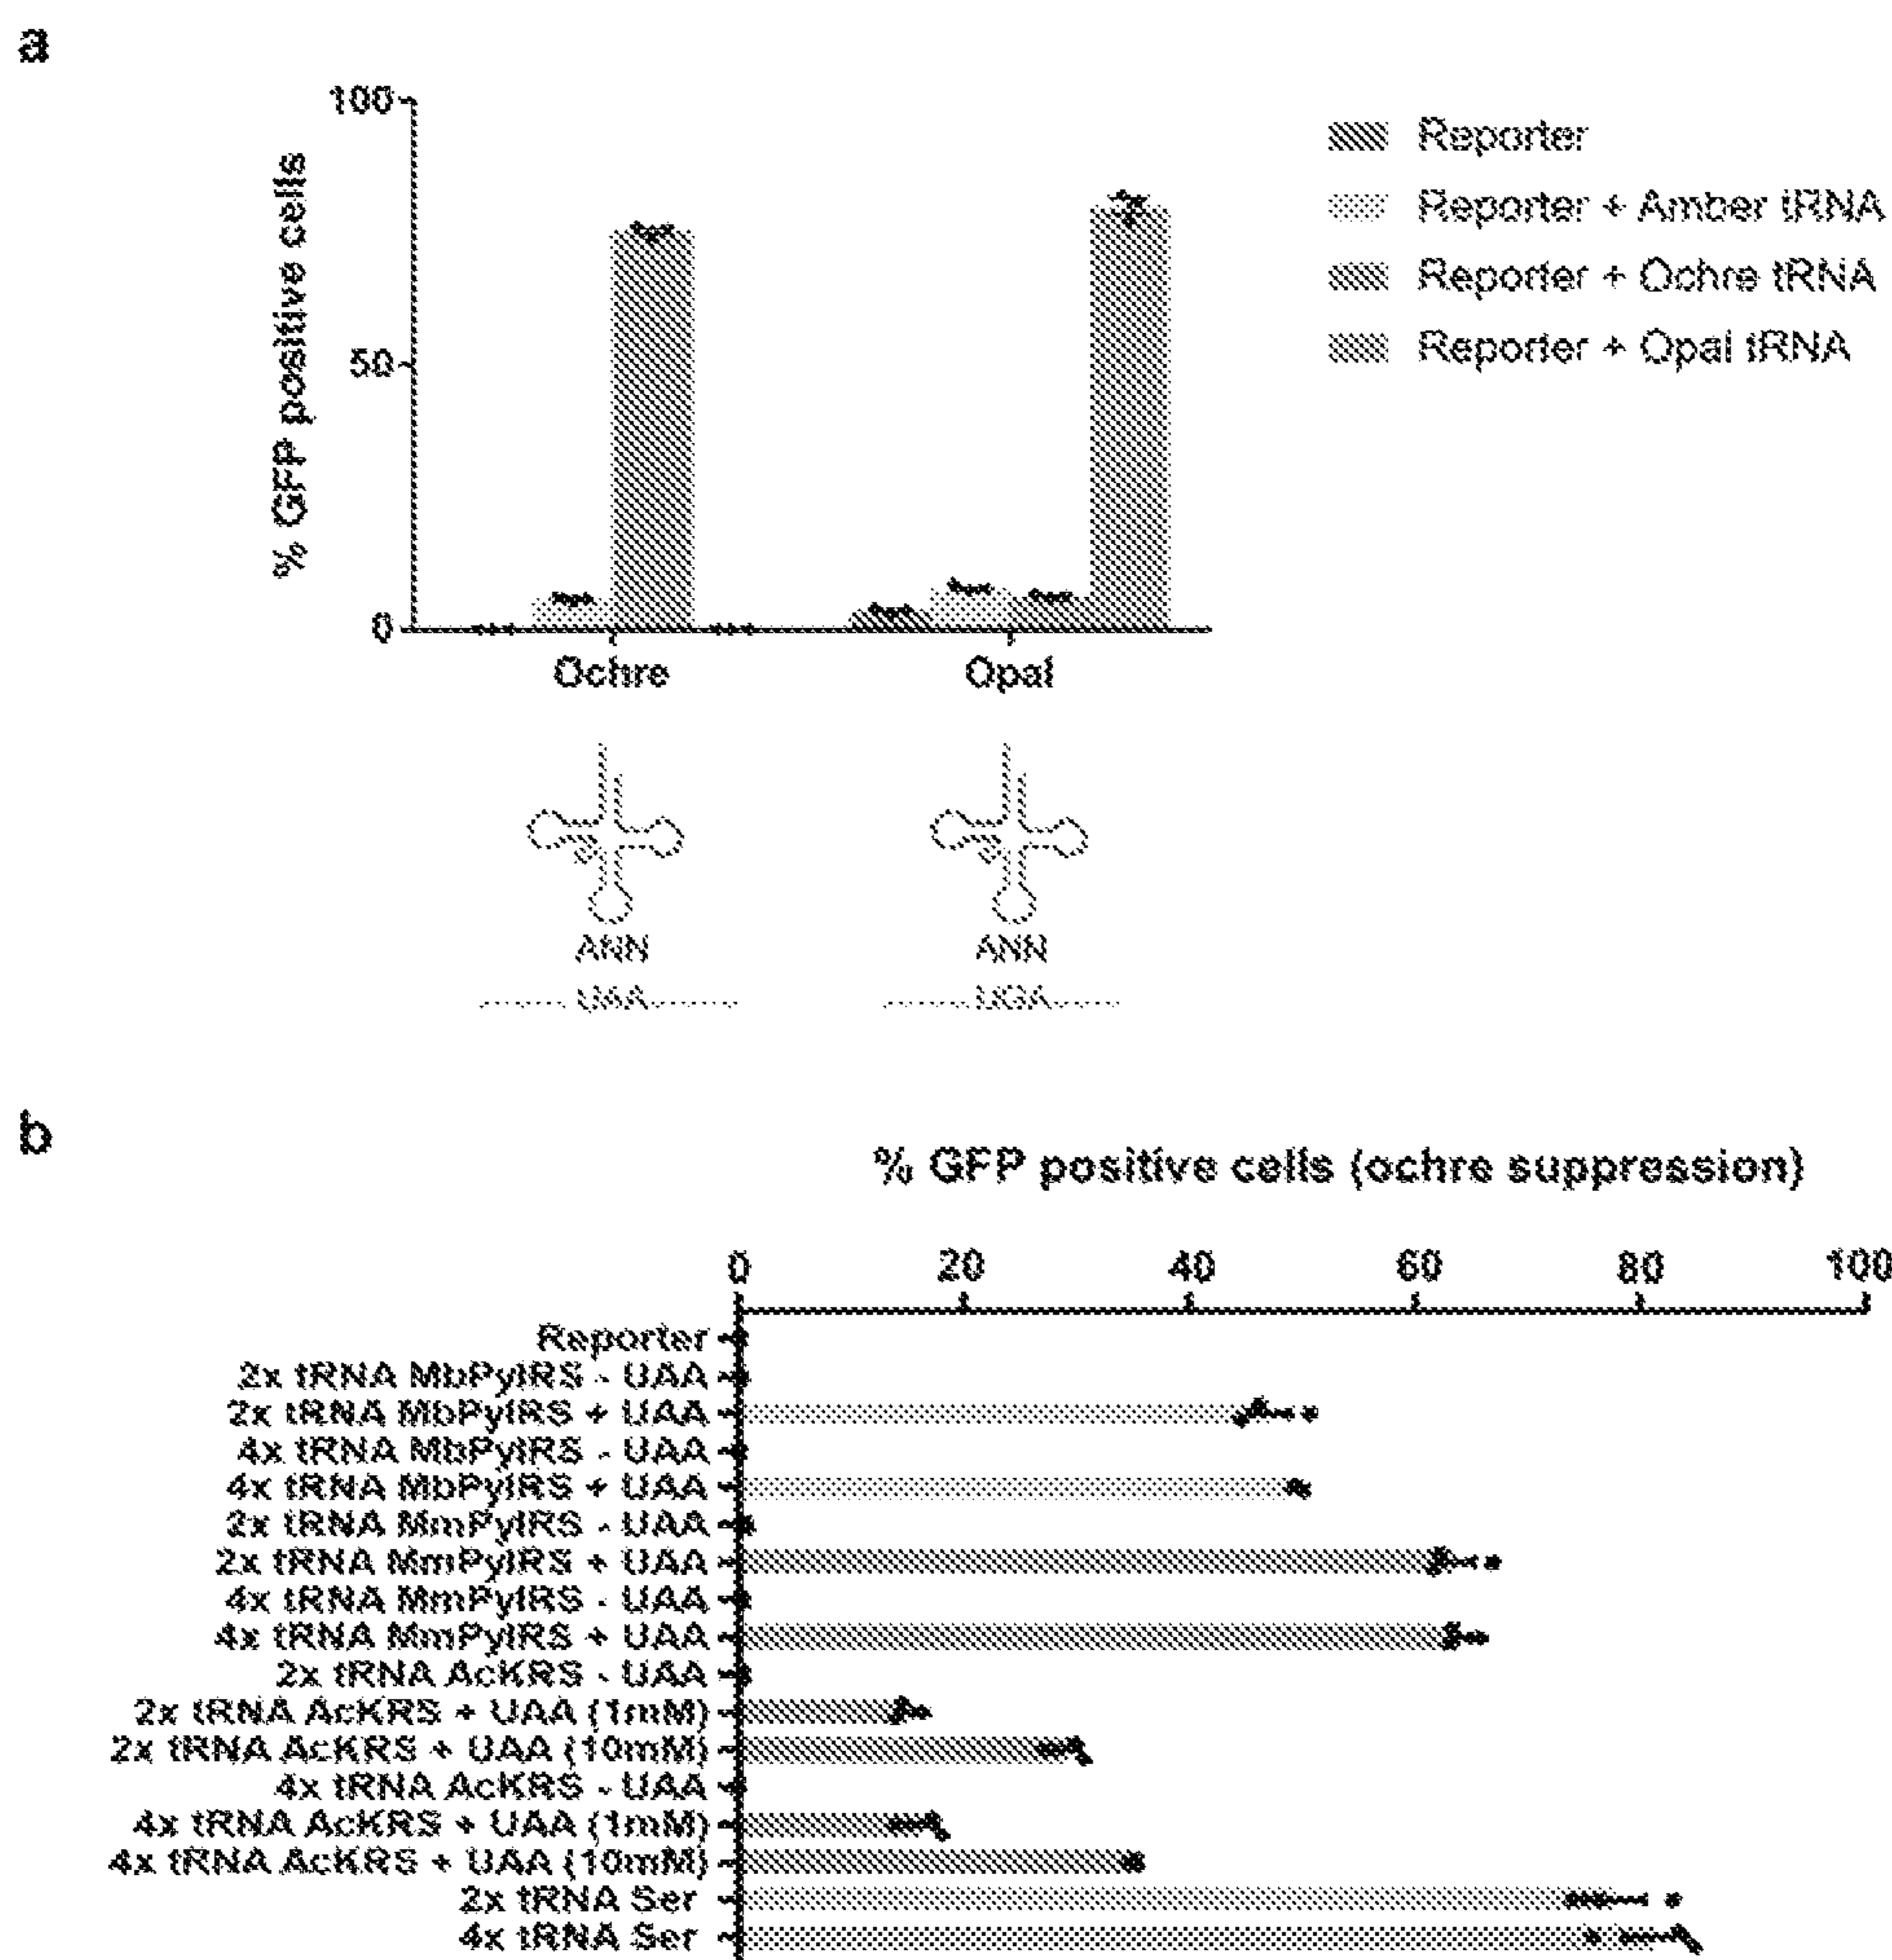 a
100
50
0
% GFP positive cells
Reporter
Reporter + Amber tRNA
Reporter + Ochre tRNA
Reporter + Opal tRNA
Ochre
Opal
ANN
ANN
UAA
UGA
b
% GFP positive cells (ochre suppression)
0 20 40 60 80 100
Reporter
2x tRNA MbPylRS - UAA
2x tRNA MbPylRS + UAA
4x tRNA MbPylRS - UAA
4x tRNA MbPylRS + UAA
2x tRNA MmPylRS - UAA
2x tRNA MmPylRS + UAA
4x tRNA MmPylRS - UAA
4x tRNA MmPylRS + UAA
2x tRNA AcKRS - UAA
2x tRNA AcKRS + UAA (1mM)
2x tRNA AcKRS + UAA (10mM)
4x tRNA AcKRS - UAA
4x tRNA AcKRS + UAA (1mM)
4x tRNA AcKRS + UAA (10mM)
2x tRNA Ser
4x tRNA Ser